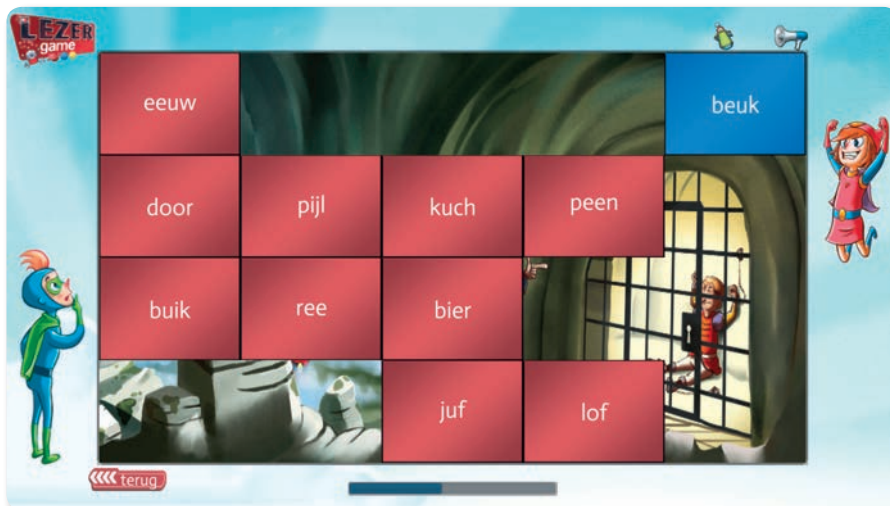 LEZER
game
eeuw
beuk
door
pijl
kuch
peen
buik
ree
bier
juf
lof
terug